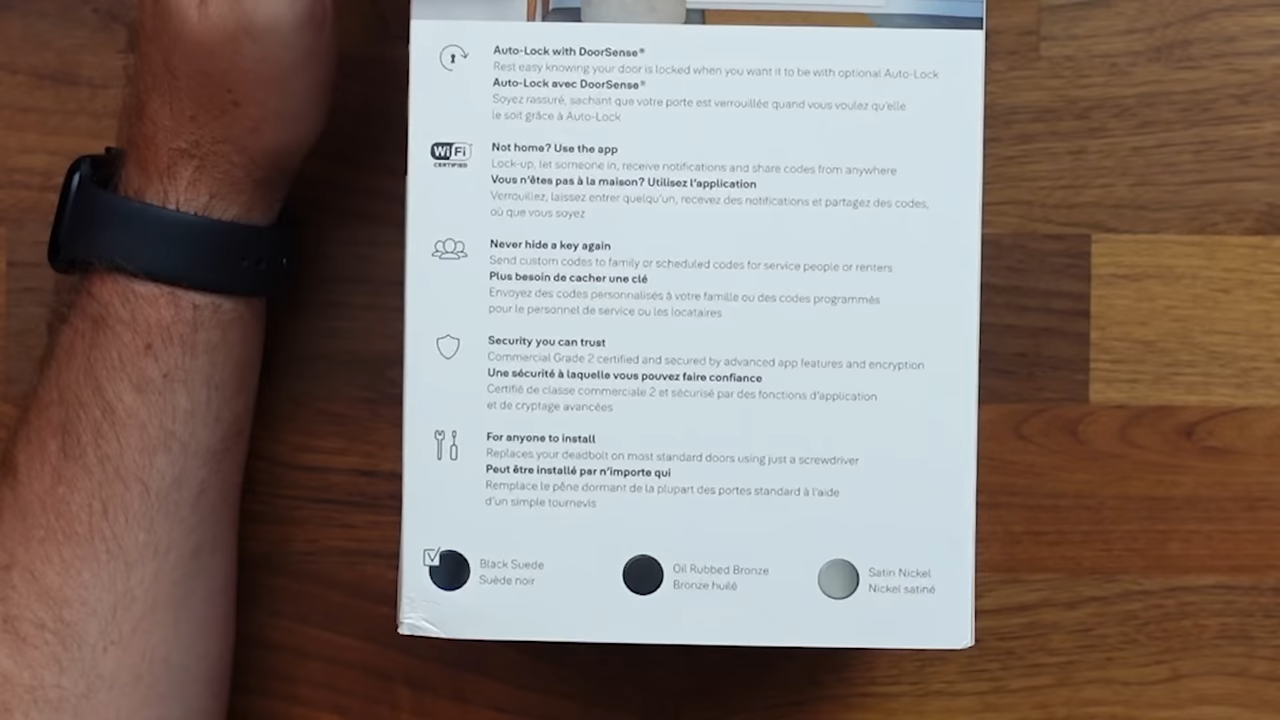 Auto-Lock with DoorSense®
Rest easy knowing your door is locked when you want it to be with optional Auto-Lock
Auto-Lock avec DoorSense®
Soyez rassuré, sachant que votre porte est verrouillée quand vous voulez qu'elle
le soit grâce à Auto-Lock
Wi Fi
CERTIFIED
Not home? Use the app
Lock-up, let someone in, receive notifications and share codes from anywhere
Vous n'êtes pas à la maison? Utilisez l'application
Verrouillez, laissez entrer quelqu'un, recevez des notifications et partagez des codes,
où que vous soyez
Never hide a key again
Send custom codes to family or scheduled codes for service people or renters
Plus besoin de cacher une clé
Envoyez des codes personnalisés à votre famille ou des codes programmés
pour le personnel de service ou les locataires
Security you can trust
Commercial Grade 2 certified and secured by advanced app features and encryption
Une sécurité à laquelle vous pouvez faire confiance
Certifié de classe commerciale 2 et sécurisé par des fonctions d'application
et de cryptage avancées
For anyone to install
Replaces your deadbolt on most standard doors using just a screwdriver
Peut être installé par n'importe qui
Remplace le pêne dormant de la plupart des portes standard à l'aide
d'un simple tournevis
Black Suede
Suède noir
Oil Rubbed Bronze
Bronze huilé
Satin Nickel
Nickel satiné